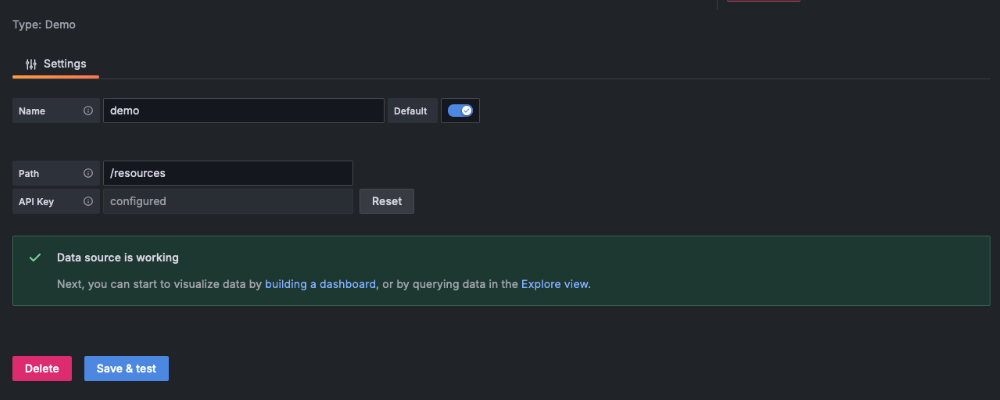 Type: Demo
Settings
Name demo Default
Path /resources
API Key configured Reset
Data source is working
Next, you can start to visualize data by building a dashboard, or by querying data in the Explore view.
Delete Save & test